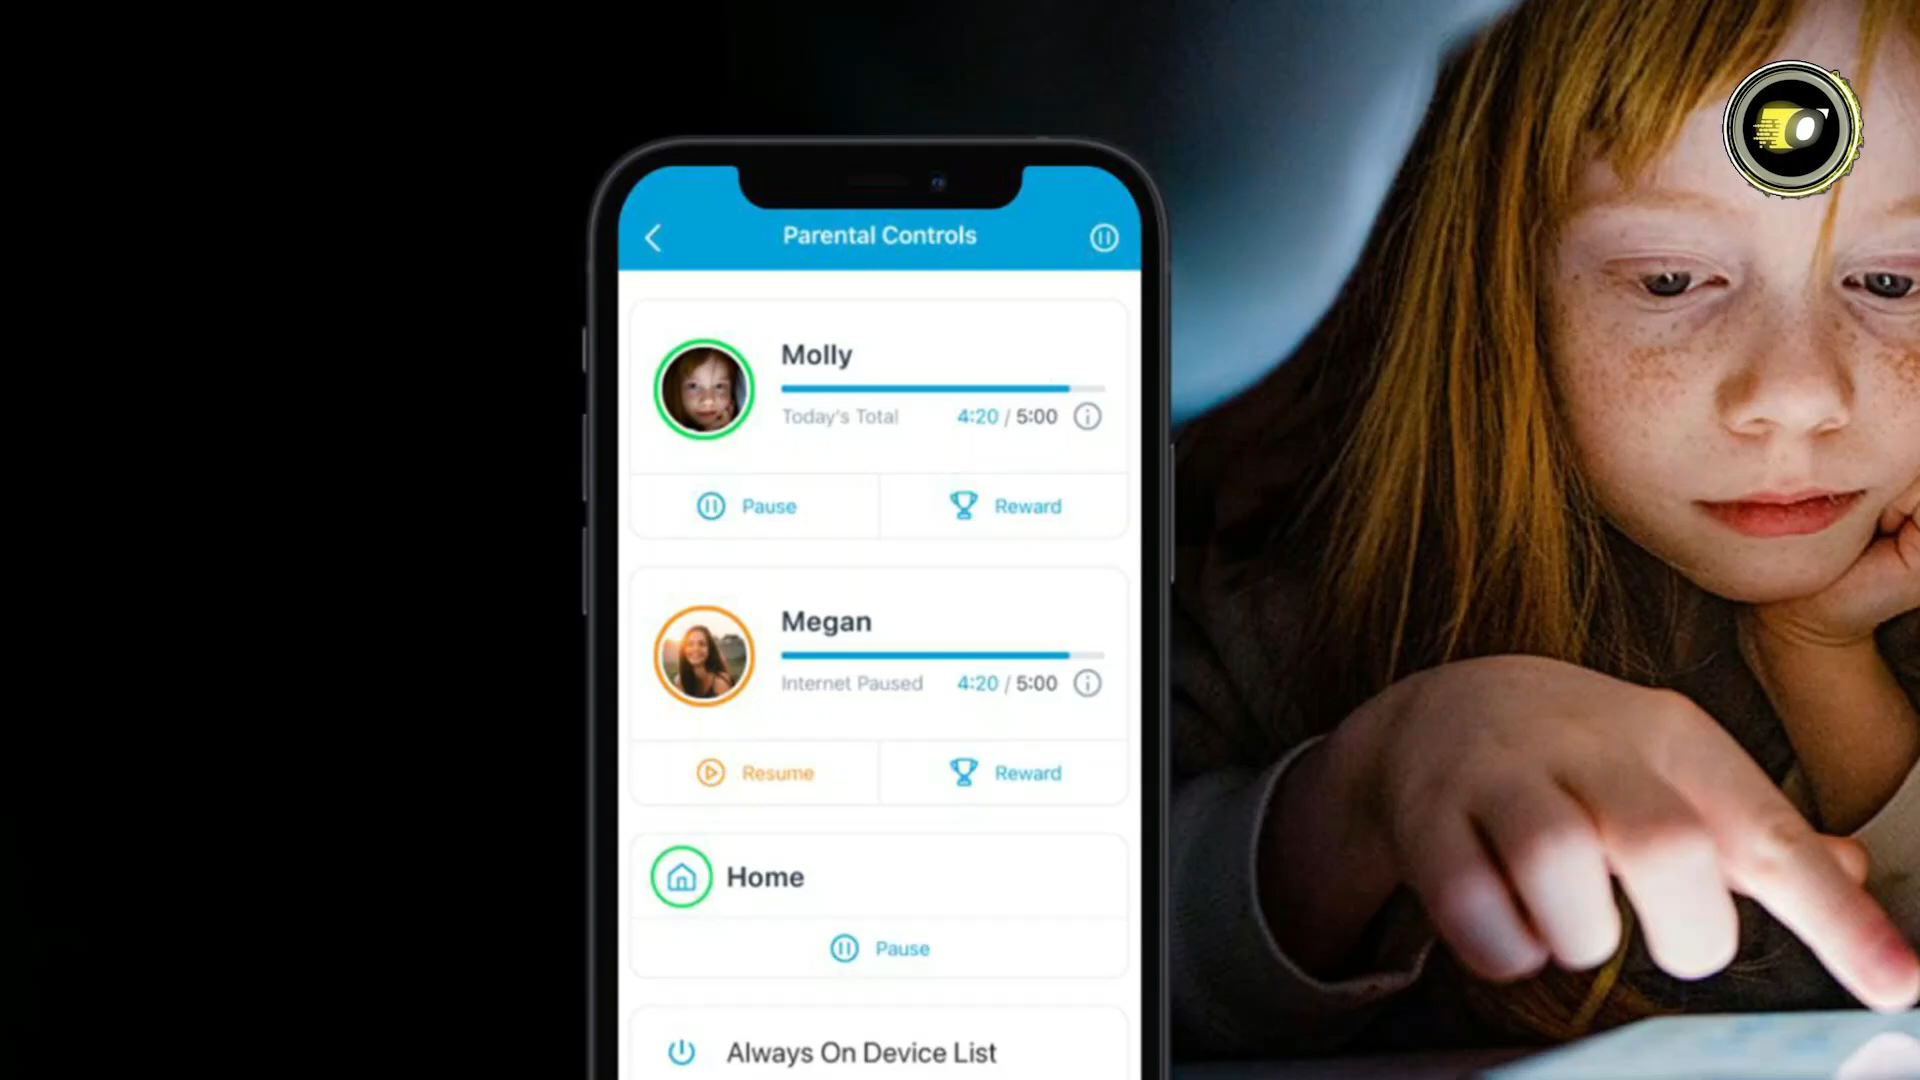 Parental Controls
Molly
Today's Total 4:20 / 5:00
Pause Reward
Megan
Internet Paused 4:20 / 5:00
Resume Reward
Home
Pause
Always On Device List